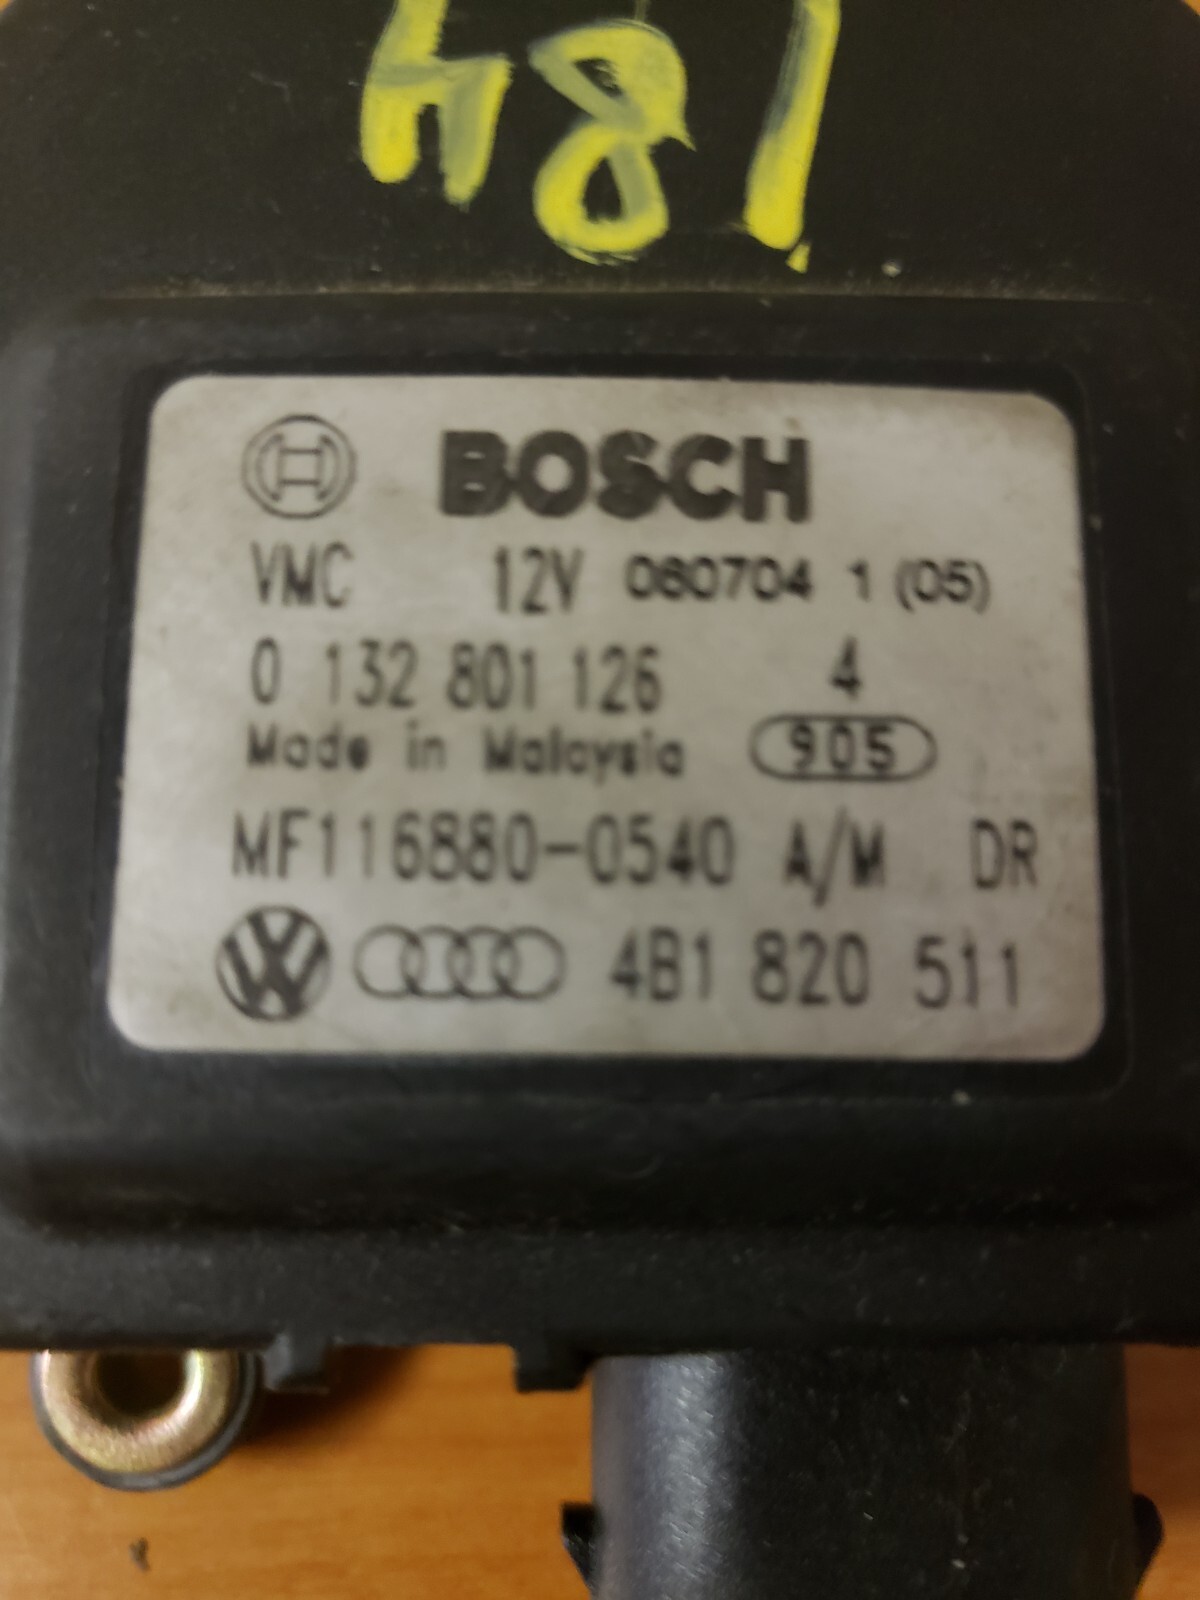 184
BOSCH
VMC 12V 060704 1 (05)
0 132 801 126 4
Made in Malaysia 905
MF116880-0540 A/M DR
4B1 820 511